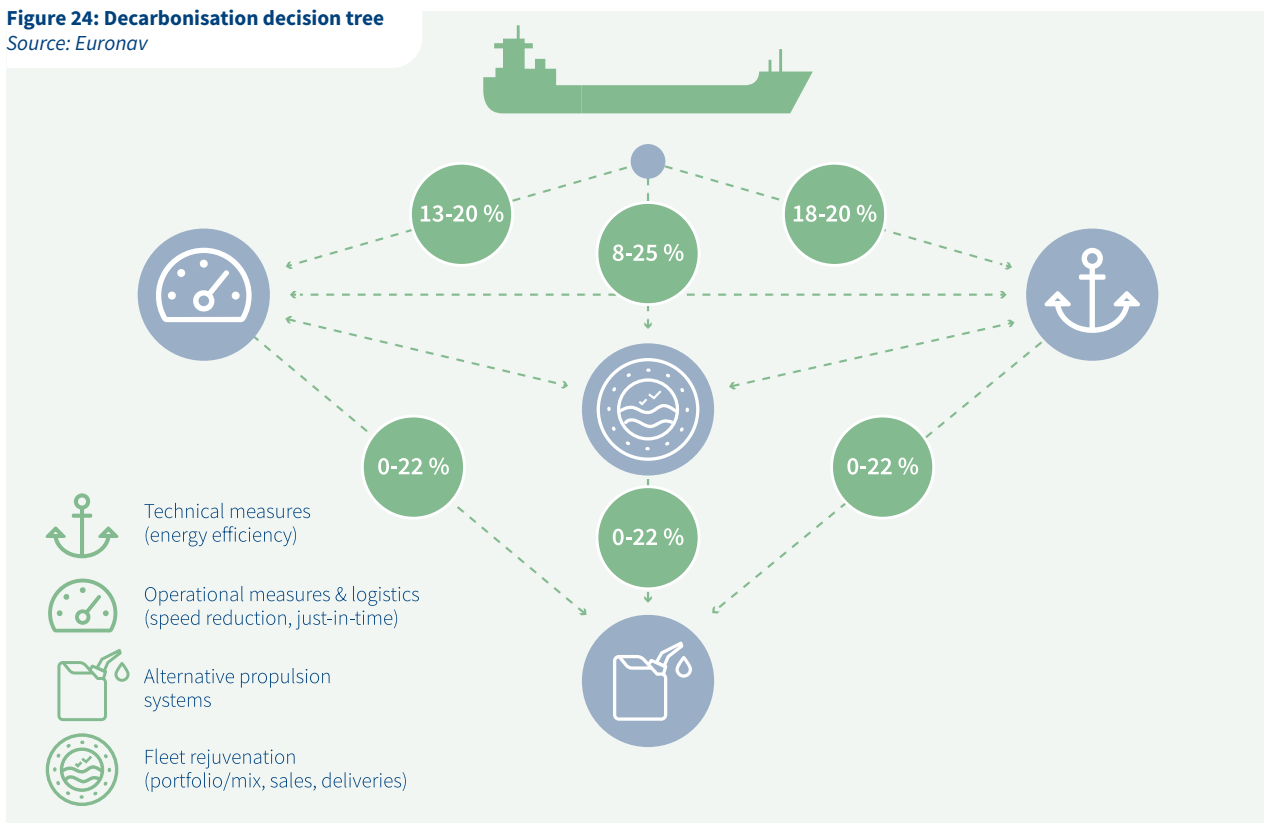 Figure 24: Decarbonisation decision tree
Source: Euronav
13-20 %
18-20 %
8-25 %
0-22 %
0-22 %
0-22 %
Technical measures
(energy efficiency)
Operational measures & logistics
(speed reduction, just-in-time)
Alternative propulsion
systems
Fleet rejuvenation
(portfolio/mix, sales, deliveries)